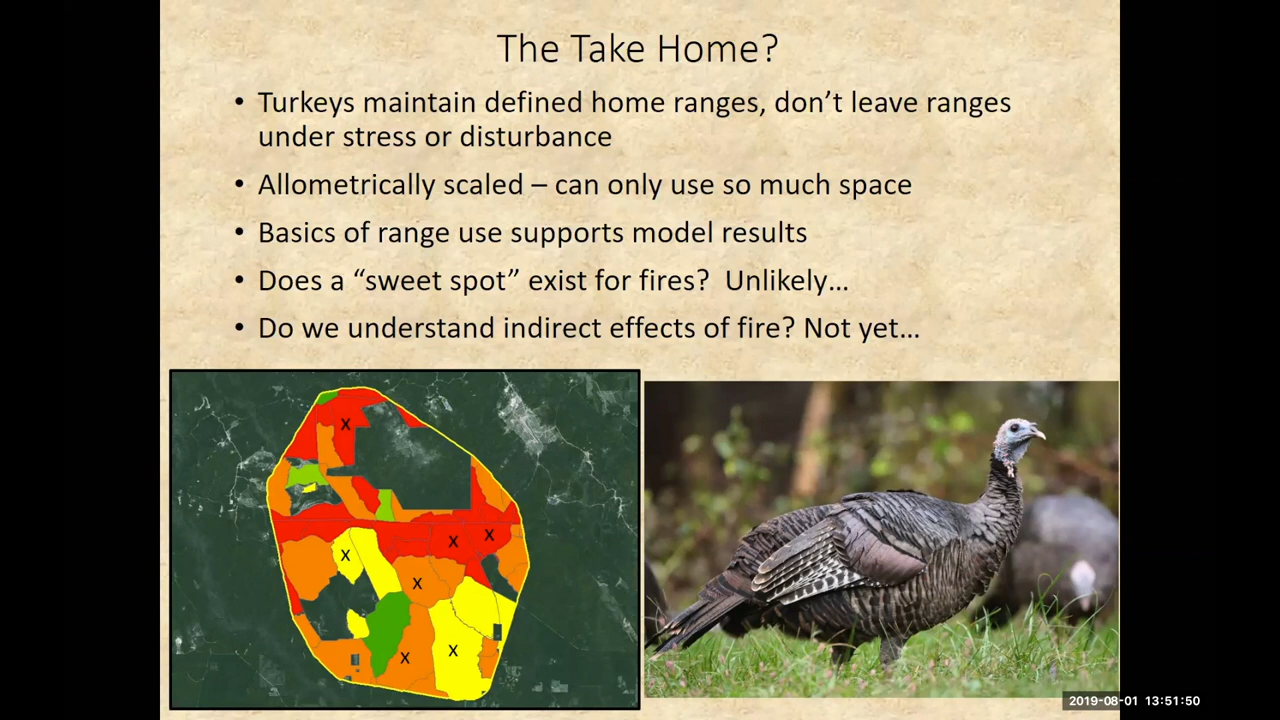 The Take Home?
• Turkeys maintain defined home ranges, don’t leave ranges
under stress or disturbance
• Allometrically scaled – can only use so much space
• Basics of range use supports model results
• Does a “sweet spot” exist for fires?  Unlikely…
• Do we understand indirect effects of fire? Not yet…
X
X
X
X
X
X
X
2019-08-01 13:51:50